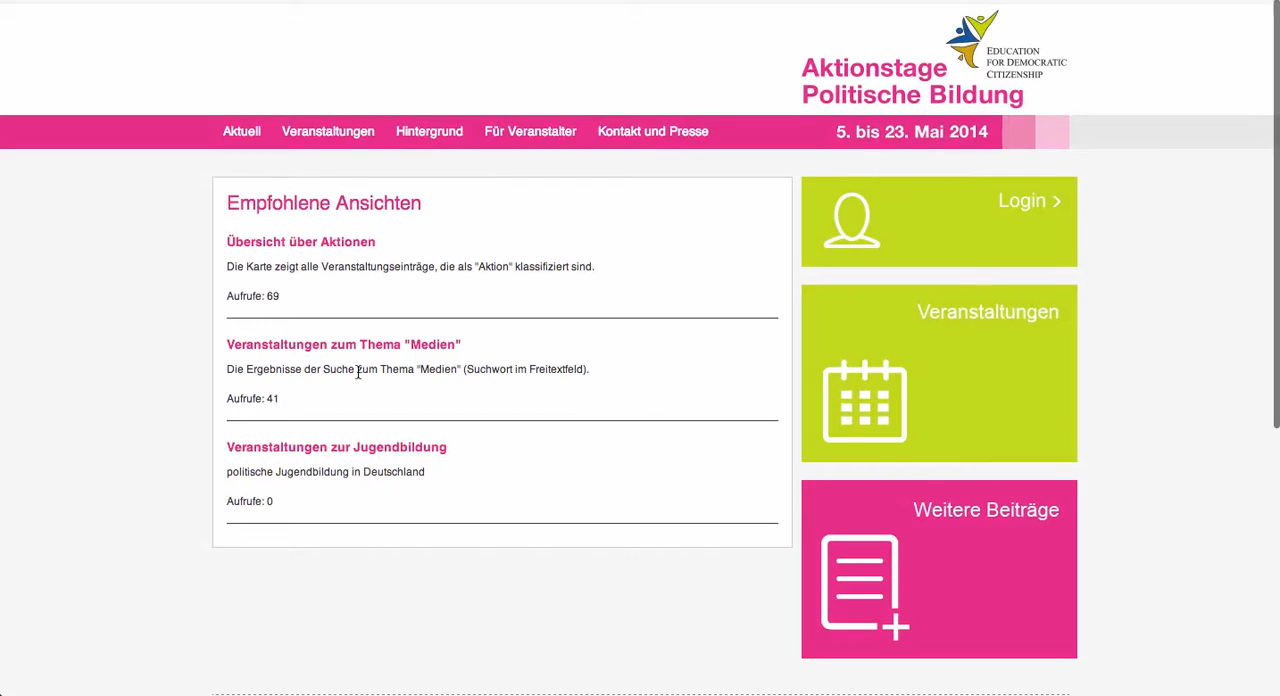 EDUCATION
FOR DEMOCRATIC
CITIZENSHIP
Aktionstage
Politische Bildung
Aktuell Veranstaltungen Hintergrund Für Veranstalter Kontakt und Presse 5. bis 23. Mai 2014
Empfohlene Ansichten
Übersicht über Aktionen
Die Karte zeigt alle Veranstaltungseinträge, die als "Aktion" klassifiziert sind.
Aufrufe: 69
Veranstaltungen zum Thema "Medien"
Die Ergebnisse der Suche zum Thema "Medien" (Suchwort im Freitextfeld).
Aufrufe: 41
Veranstaltungen zur Jugendbildung
politische Jugendbildung in Deutschland
Aufrufe: 0
Login >
Veranstaltungen
Weitere Beiträge